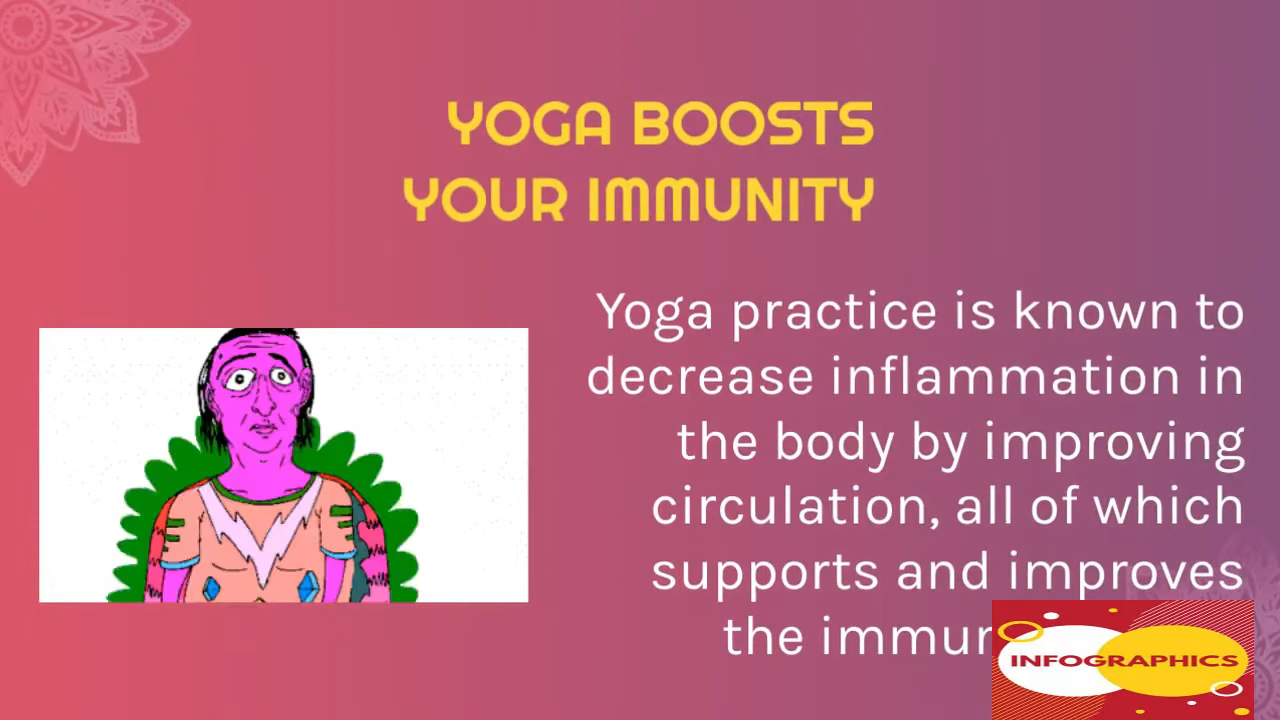 YOGA BOOSTS
YOUR IMMUNITY
Yoga practice is known to
decrease inflammation in
the body by improving
circulation, all of which
supports and improves
the
INFOGRAPHICS